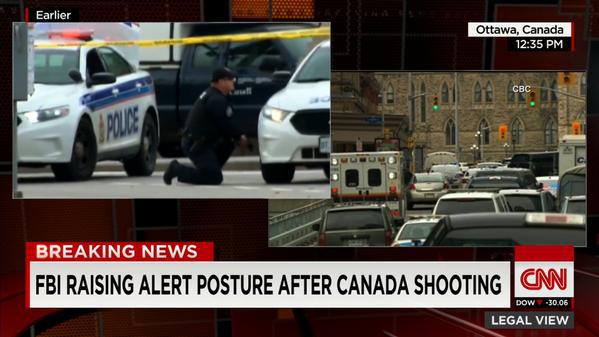 Earlier
Ottawa, Canada
12:35 PM
CBC
POLICE
BREAKING NEWS
FBI RAISING ALERT POSTURE AFTER CANADA SHOOTING
CNN
DOW ▼ -30.06
LEGAL VIEW